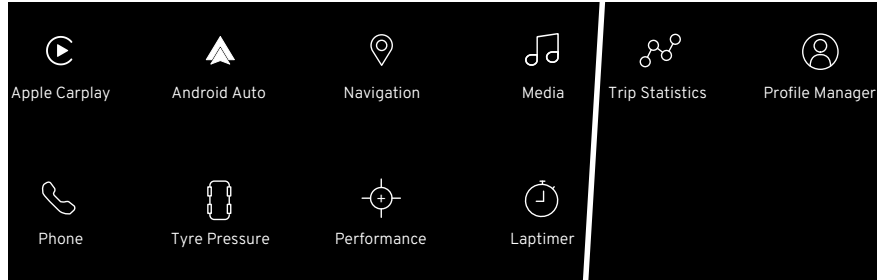 Apple Carplay
Android Auto
Navigation
Media
Trip Statistics
Profile Manager
Phone
Tyre Pressure
Performance
Laptimer